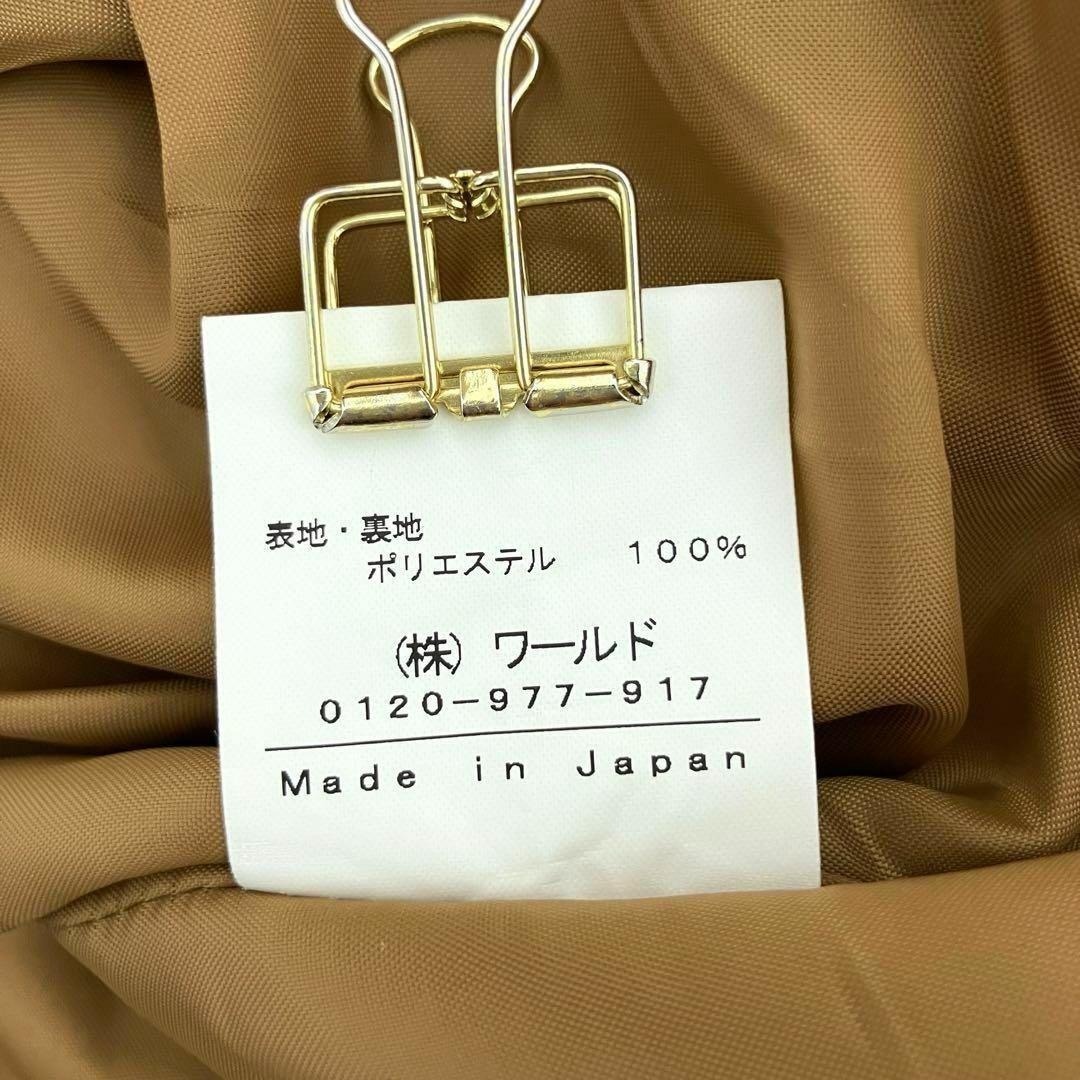 表地・裏地
ポリエステル 100%
(株)ワールド
0120-977-917
Made in Japan